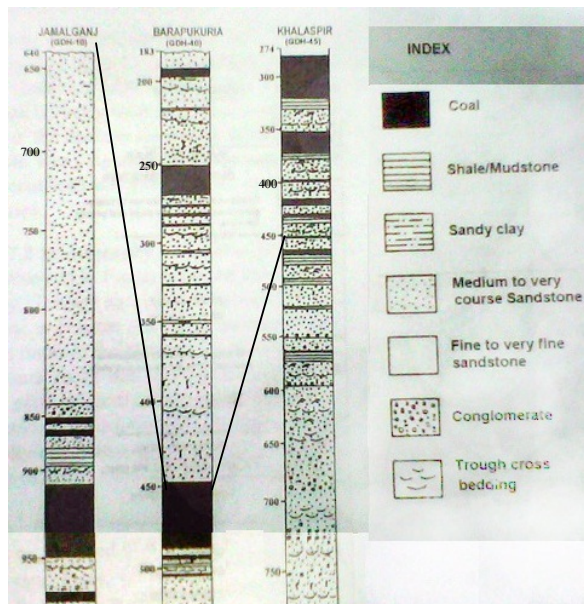 JAMALGANJ
(GDH-18)
640
650
700
750
800
850
900
950
BARAPUKURIA
(GDH-40)
183
200
250
300
350
400
450
500
KHALASPIR
(GDH-45)
274
300
350
400
450
500
550
600
650
700
750
INDEX
Coal
Shale/Mudstone
Sandy clay
Medium to very
course Sandstone
Fine to very fine
sandstone
Conglomerate
Trough cross
bedding